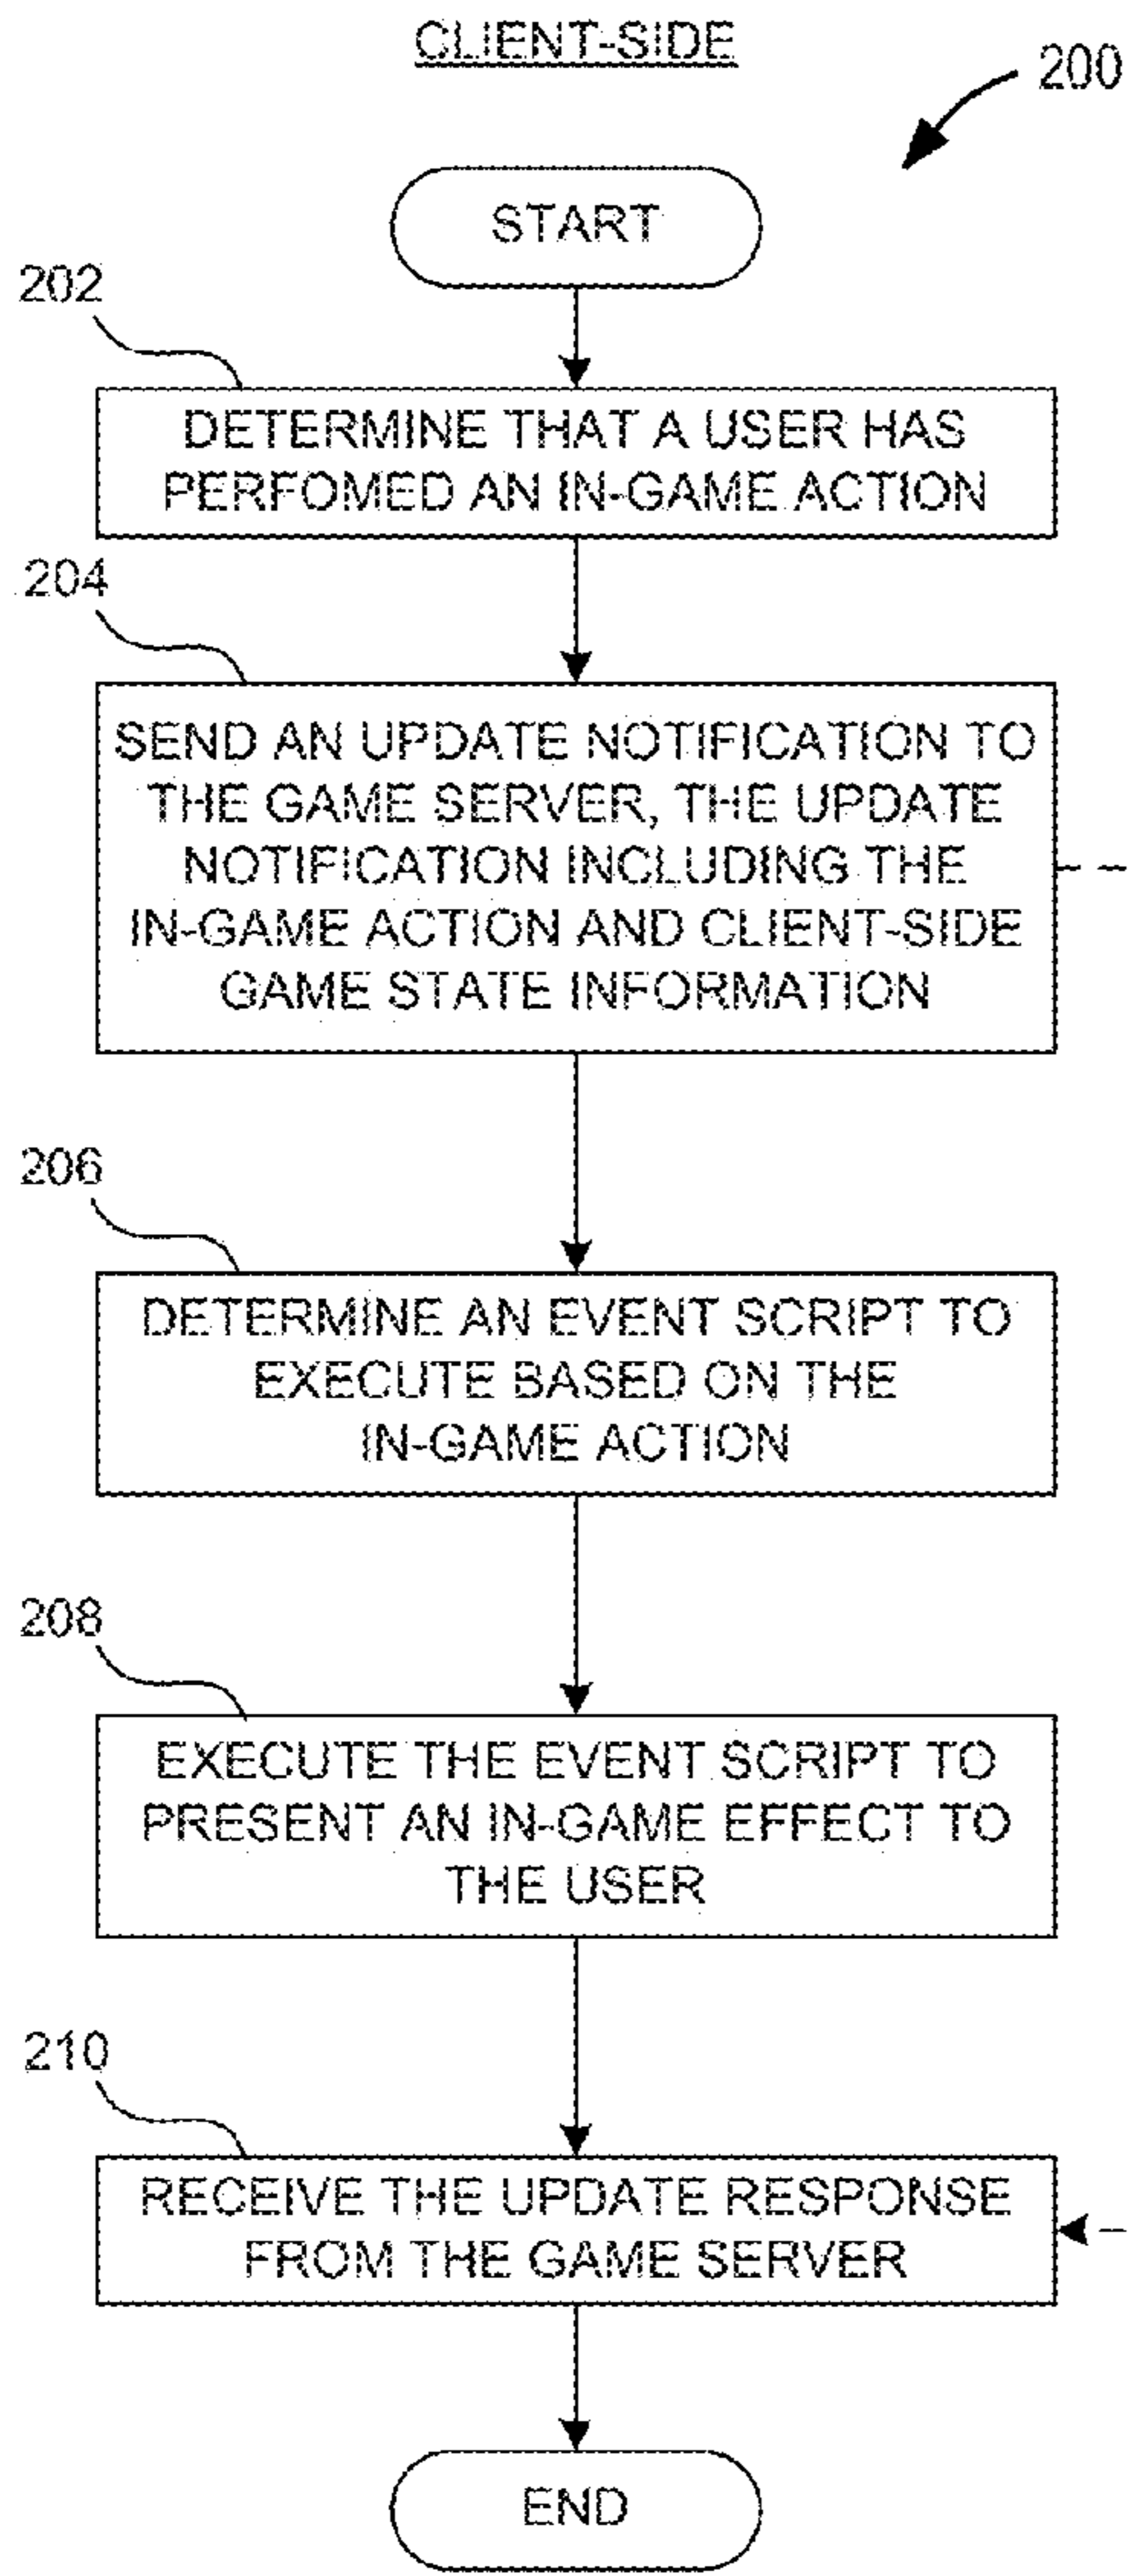 CLIENT-SIDE
200
START
202
DETERMINE THAT A USER HAS
PERFOMED AN IN-GAME ACTION
204
SEND AN UPDATE NOTIFICATION TO
THE GAME SERVER, THE UPDATE
NOTIFICATION INCLUDING THE
IN-GAME ACTION AND CLIENT-SIDE
GAME STATE INFORMATION
206
DETERMINE AN EVENT SCRIPT TO
EXECUTE BASED ON THE
IN-GAME ACTION
208
EXECUTE THE EVENT SCRIPT TO
PRESENT AN IN-GAME EFFECT TO
THE USER
210
RECEIVE THE UPDATE RESPONSE
FROM THE GAME SERVER
END